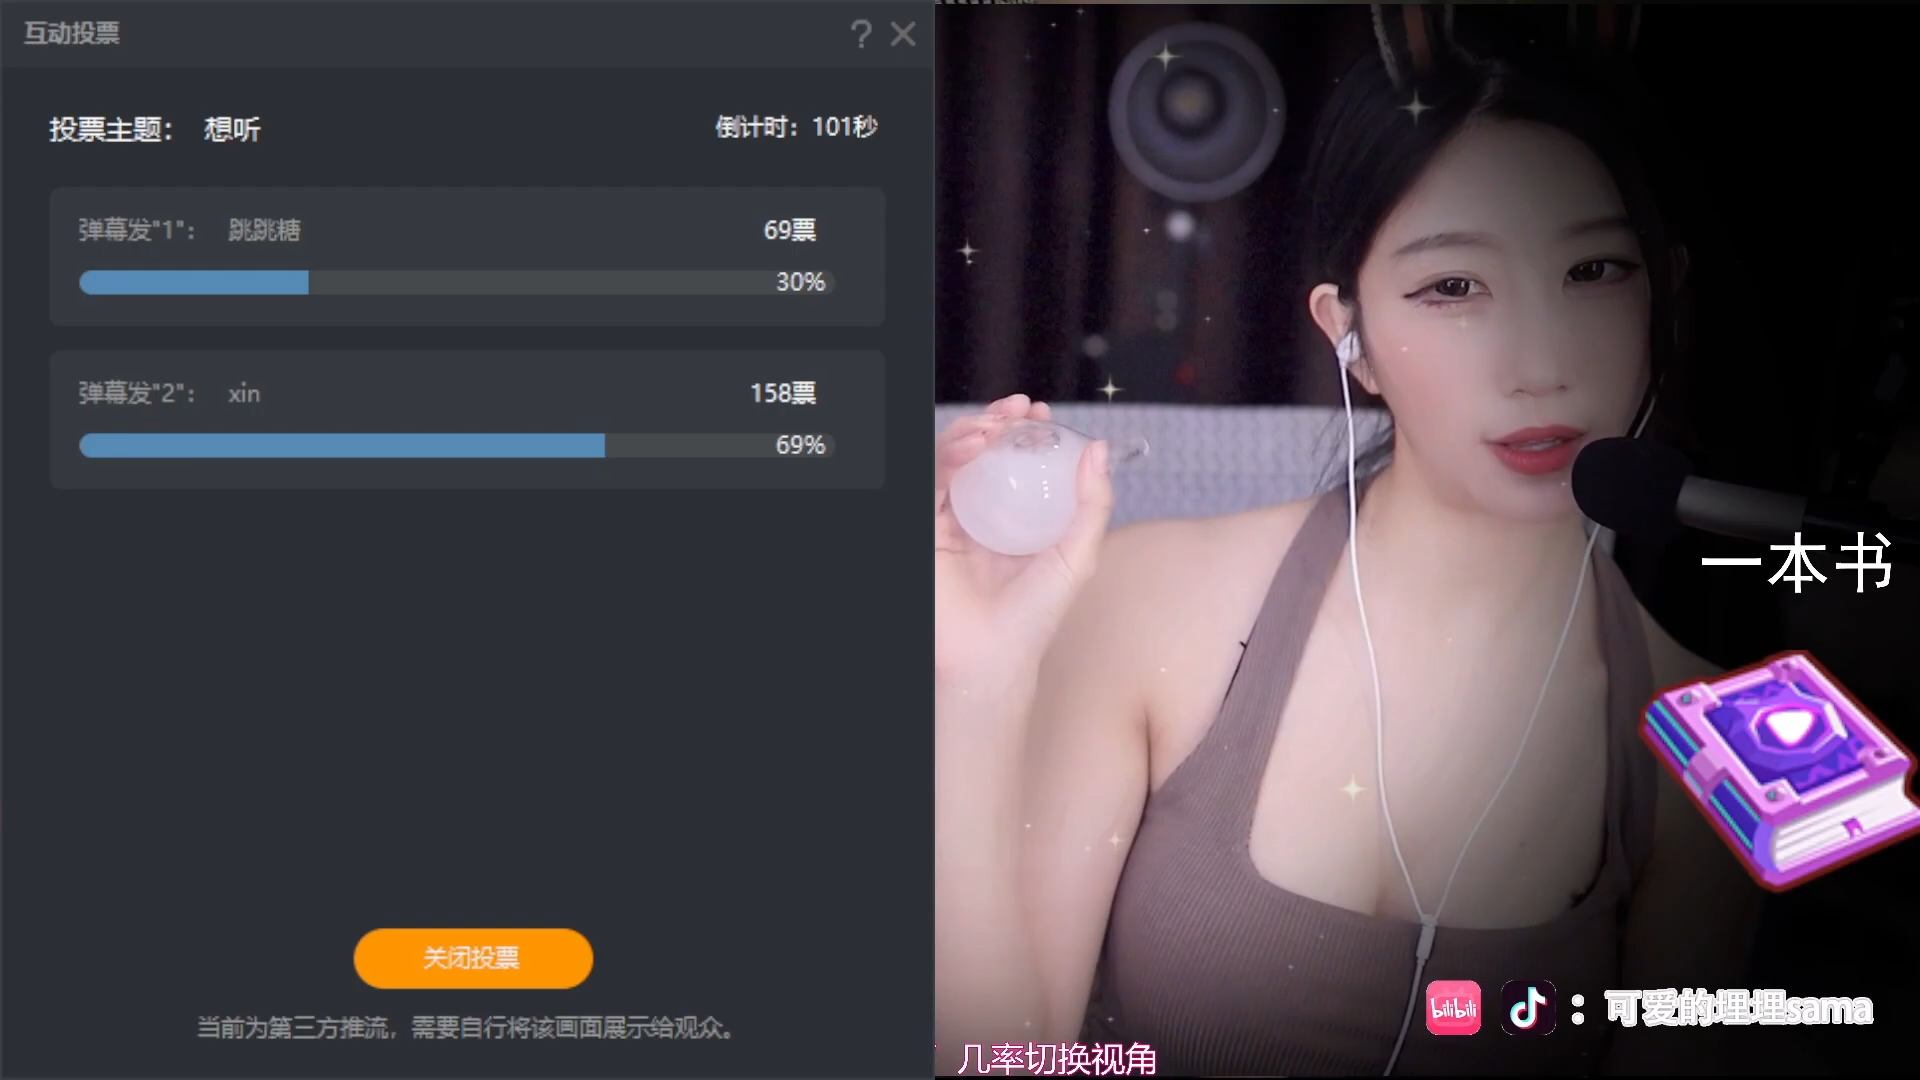 互动投票
投票主题： 想听
倒计时：101秒
弹幕发"1"： 跳跳糖
69票
30%
弹幕发"2"： xin
158票
69%
关闭投票
当前为第三方推流，需要自行将该画面展示给观众。
一本书
bilibili
：可爱的埋埋sama
几率切换视角